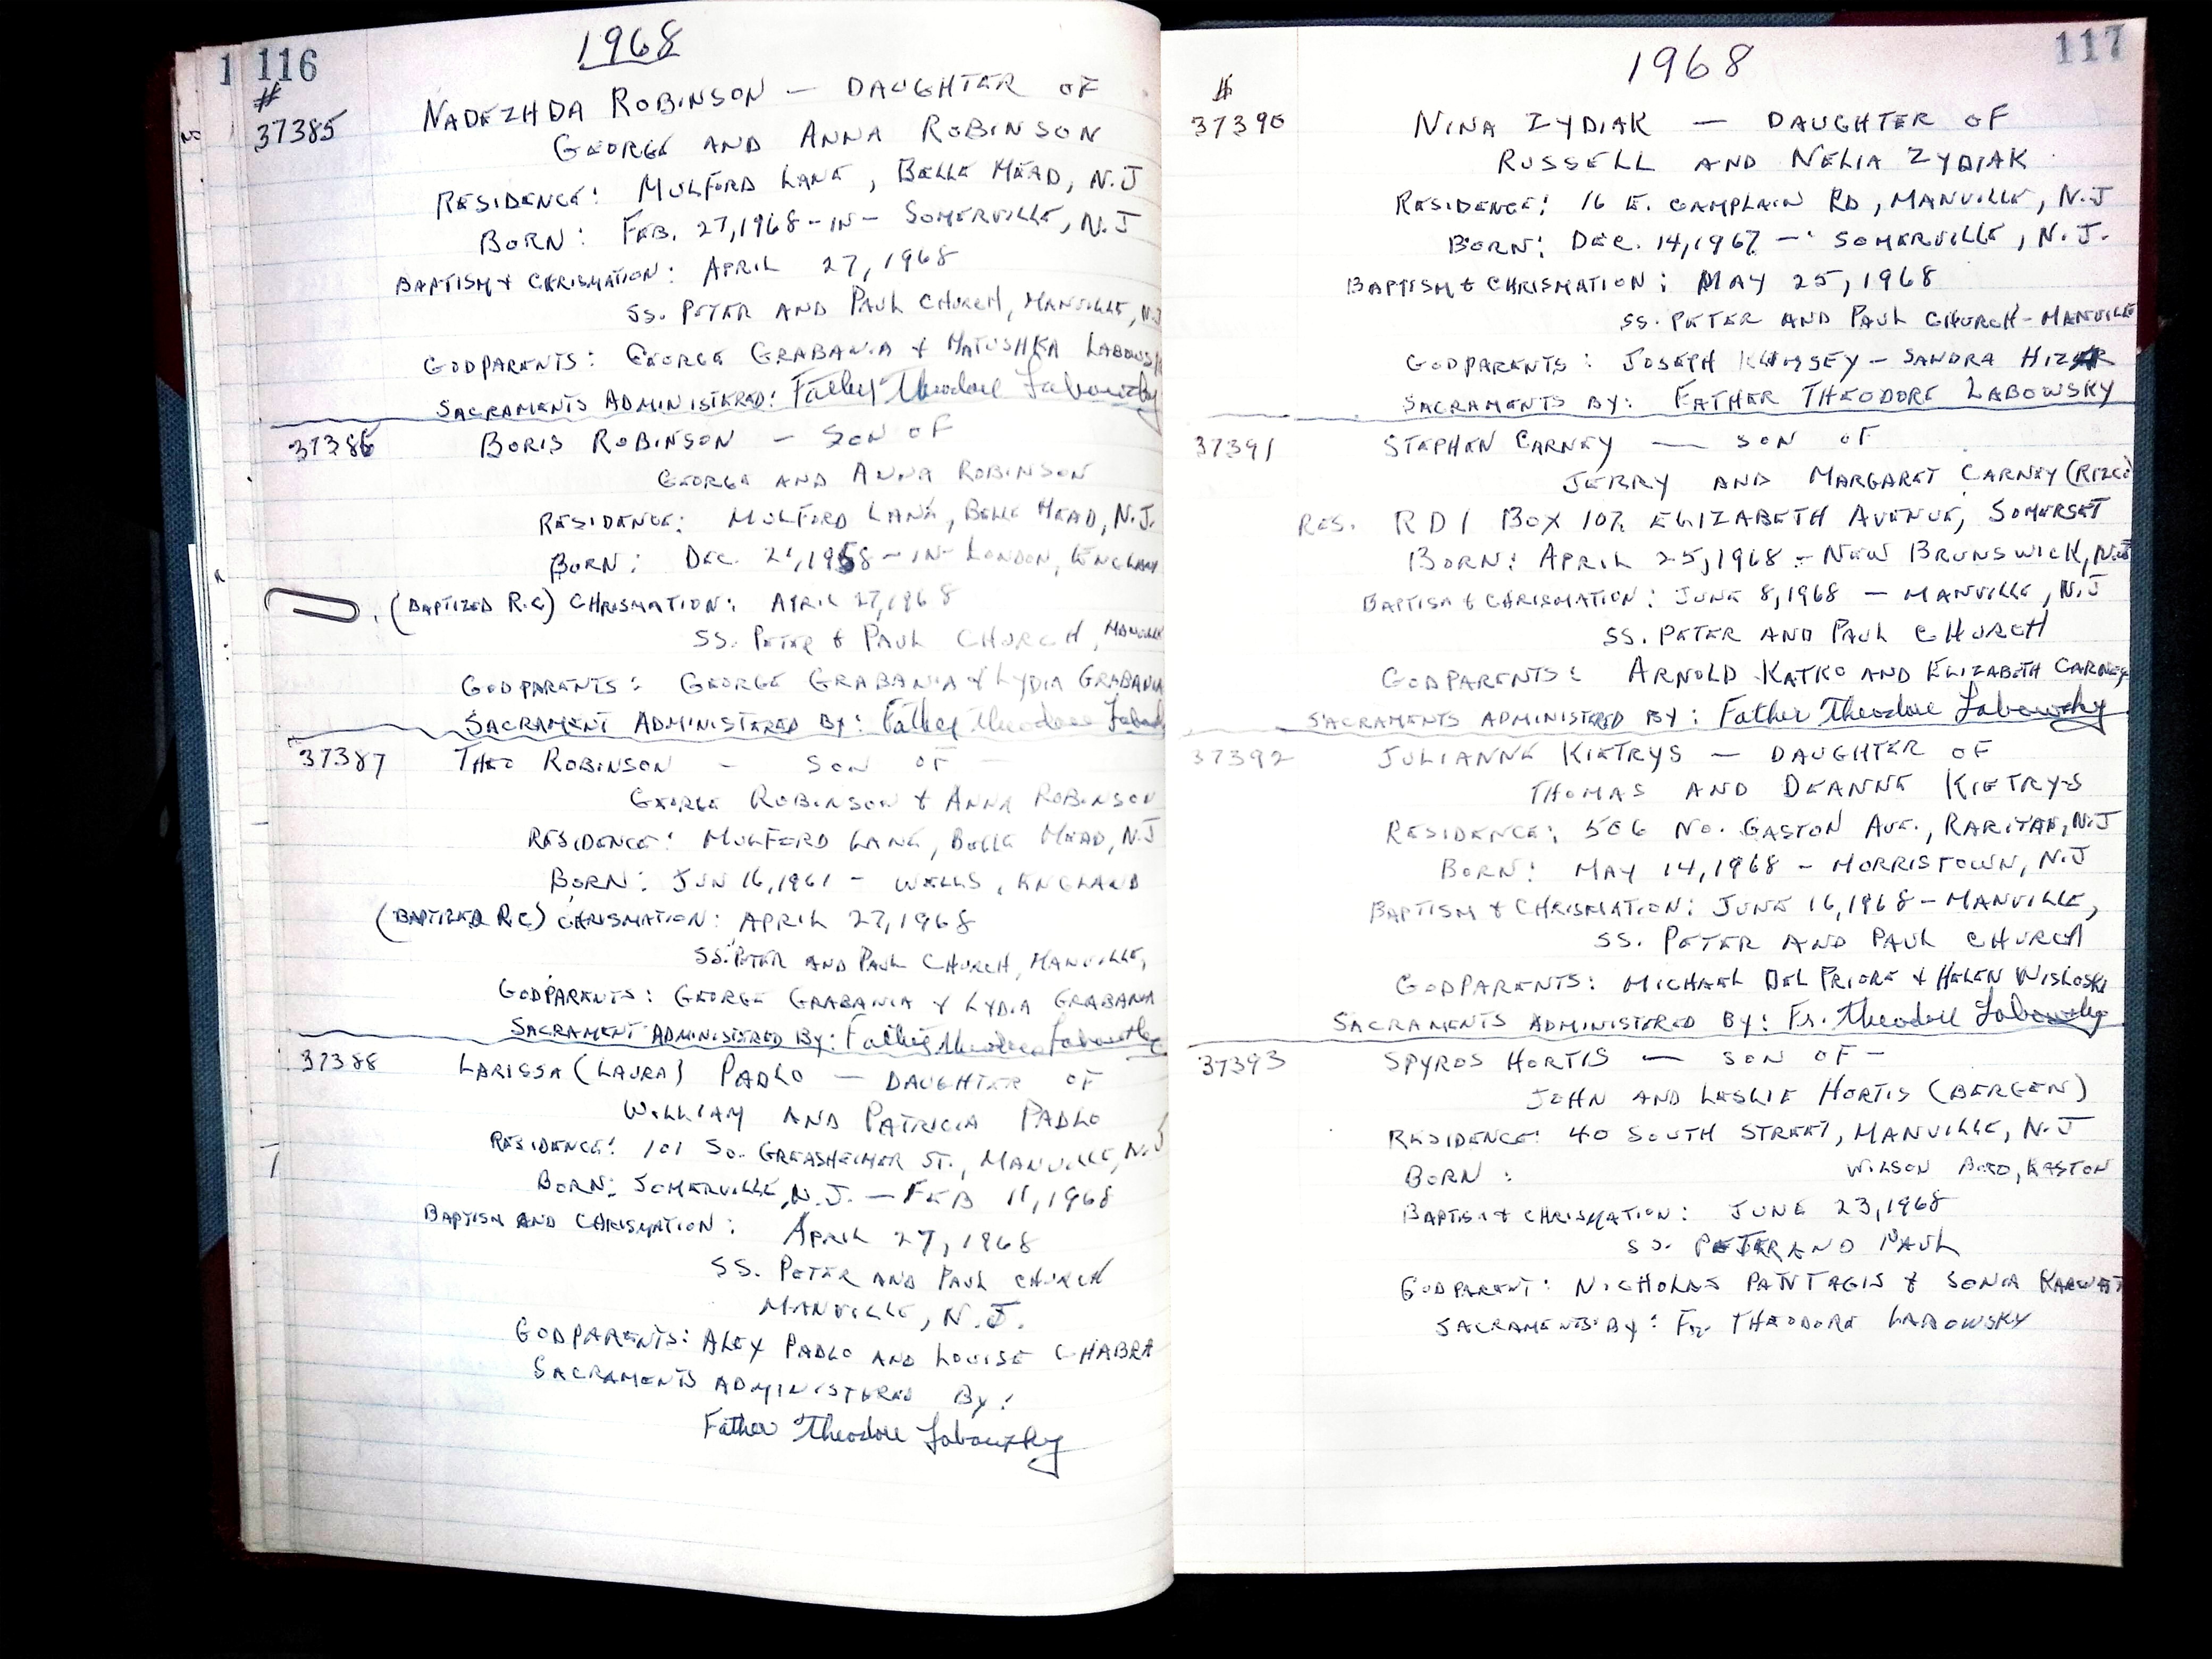 116
1968
#
37385 NADEZHDA ROBINSON — DAUGHTER OF
GEORGE AND ANNA ROBINSON
RESIDENCE: MULFORD LANE, BELLE MEAD, N.J
BORN: FEB. 27, 1968 - IN - SOMERVILLE, N.J
BAPTISM & CHRISMATION: APRIL 27, 1968
SS. PETER AND PAUL CHURCH, MANVILLE, N.J
GODPARENTS: GEORGE GRABANIA & MATUSHKA
SACRAMENTS ADMINISTERED: Father Theodore Labowsky
37386 BORIS ROBINSON — SON OF
GEORGE AND ANNA ROBINSON
RESIDENCE: MULFORD LANE, BELLE MEAD, N.J.
BORN: DEC. - IN - LONDON, ENGLAN
(BAPTIZED R.C) CHRISMATION: APRIL 27, 1968
SS. PETER & PAUL CHURCH, MANVILLE
GODPARENTS: GEORGE GRABANIA & LYDIA GRABANIA
SACRAMENT ADMINISTERED BY: Father Theodore
37387 THEO ROBINSON - SON OF —
GEORGE ROBINSON & ANNA ROBINSON
RESIDENCE: MULFORD LANE, BELLE MEAD, N.J
BORN: JUN 16, 1961 - WELLS, ENGLAND
(BAPTIZED R.C) CHRISMATION: APRIL 27, 1968
SS. PETER AND PAUL CHURCH, MANVILLE,
GODPARENTS: GEORGE GRABANIA & LYDIA GRABANIA
SACRAMENT ADMINISTERED BY: Father Theodore Labowsky
37388 LARISSA (LAURA) PADLO — DAUGHTER OF
WILLIAM AND PATRICIA PADLO
RESIDENCE: 101 SO. GREASHEIMER ST., MANVILLE, N.J
BORN: SOMERVILLE, N.J. — FEB 11, 1968
BAPTISM AND CHRISMATION: APRIL 27, 1968
SS. PETER AND PAUL CHURCH
MANVILLE, N.J.
GODPARENTS: ALEX PADLO AND LOUISE CHABRA
SACRAMENTS ADMINISTERED BY:
Father Theodore Labowsky
117
1968
#
37390 NINA ZYDIAK — DAUGHTER OF
RUSSELL AND NELIA ZYDIAK
RESIDENCE: 16 E. CAMPLAIN RD, MANVILLE, N.J
BORN: DEC. 14, 1967 — SOMERVILLE, N.J.
BAPTISM & CHRISMATION: MAY 25, 1968
SS. PETER AND PAUL CHURCH - MANVILLE
GODPARENTS: JOSEPH — SANDRA
SACRAMENTS BY: FATHER THEODORE LABOWSKY
37391 STEPHEN CARNEY — SON OF
JERRY AND MARGARET CARNEY
RES. RD 1 BOX 107 ELIZABETH AVENUE, SOMERSET
BORN: APRIL 25, 1968 - NEW BRUNSWICK, N.J
BAPTISM & CHRISMATION: JUNE 8, 1968 — MANVILLE, N.J
SS. PETER AND PAUL CHURCH
GODPARENTS: ARNOLD KATKO AND ELIZABETH CARNEY
SACRAMENTS ADMINISTERED BY: Father Theodore Labowsky
37392 JULIANNE KIETRYS — DAUGHTER OF
THOMAS AND DEANNE KIETRYS
RESIDENCE: 506 NO. GASTON AVE., RARITAN, N.J
BORN: MAY 14, 1968 - MORRISTOWN, N.J
BAPTISM & CHRISMATION: JUNE 16, 1968 - MANVILLE,
SS. PETER AND PAUL CHURCH
GODPARENTS: MICHAEL DEL PRIORE & HELEN WISLOSKI
SACRAMENTS ADMINISTERED BY: Fr. Theodore Labowsky
37393 SPYROS HORTIS — SON OF -
JOHN AND LESLIE HORTIS (BERGEN)
RESIDENCE: 40 SOUTH STREET, MANVILLE, N.J
BORN: WILSON EASTON
BAPTISM & CHRISMATION: JUNE 23, 1968
SS. PETER AND PAUL
GODPARENT: NICHOLAS PANTAGIS & SONIA
SACRAMENTS BY: Fr. THEODORE LABOWSKY